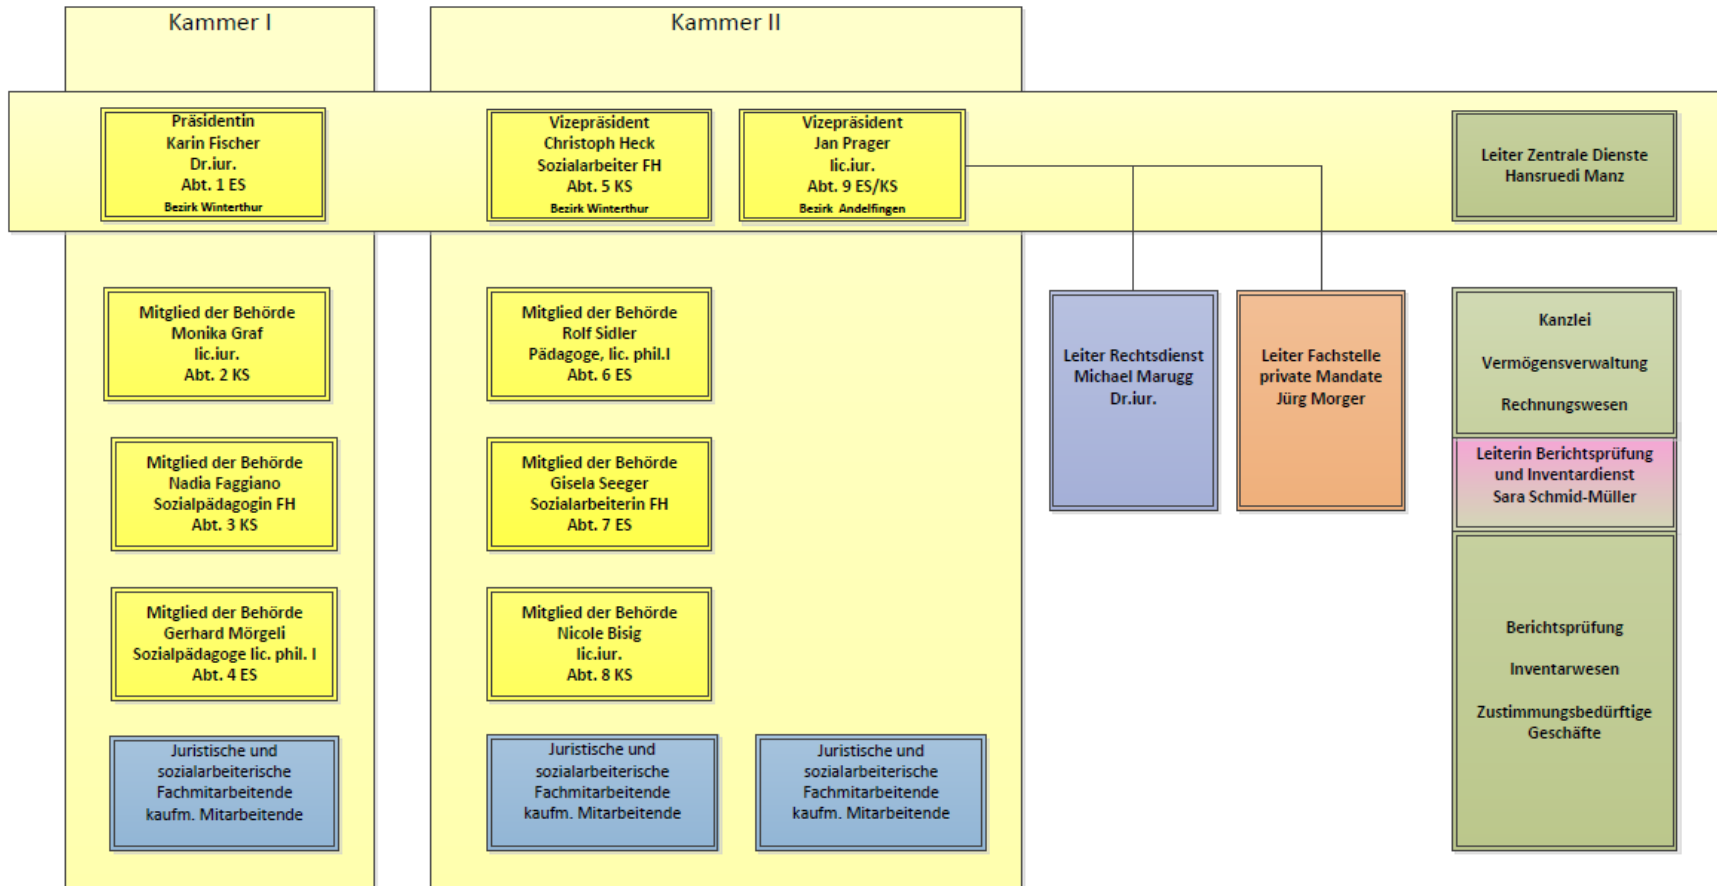 Kammer I
Kammer II
Präsidentin
Karin Fischer
Dr.iur.
Abt. 1 ES
Bezirk Winterthur
Vizepräsident
Christoph Heck
Sozialarbeiter FH
Abt. 5 KS
Bezirk Winterthur
Vizepräsident
Jan Prager
lic.iur.
Abt. 9 ES/KS
Bezirk Andelfingen
Leiter Zentrale Dienste
Hansruedi Manz
Mitglied der Behörde
Monika Graf
lic.iur.
Abt. 2 KS
Mitglied der Behörde
Rolf Sidler
Pädagoge, lic. phil.I
Abt. 6 ES
Leiter Rechtsdienst
Michael Marugg
Dr.iur.
Leiter Fachstelle
private Mandate
Jürg Morger
Kanzlei
Vermögensverwaltung
Rechnungswesen
Mitglied der Behörde
Nadia Faggiano
Sozialpädagogin FH
Abt. 3 KS
Mitglied der Behörde
Gisela Seeger
Sozialarbeiterin FH
Abt. 7 ES
Leiterin Berichtsprüfung
und Inventardienst
Sara Schmid-Müller
Mitglied der Behörde
Gerhard Mörgeli
Sozialpädagoge lic. phil. I
Abt. 4 ES
Mitglied der Behörde
Nicole Bisig
lic.iur.
Abt. 8 KS
Berichtsprüfung
Inventarwesen
Zustimmungsbedürftige
Geschäfte
Juristische und
sozialarbeiterische
Fachmitarbeitende
kaufm. Mitarbeitende
Juristische und
sozialarbeiterische
Fachmitarbeitende
kaufm. Mitarbeitende
Juristische und
sozialarbeiterische
Fachmitarbeitende
kaufm. Mitarbeitende